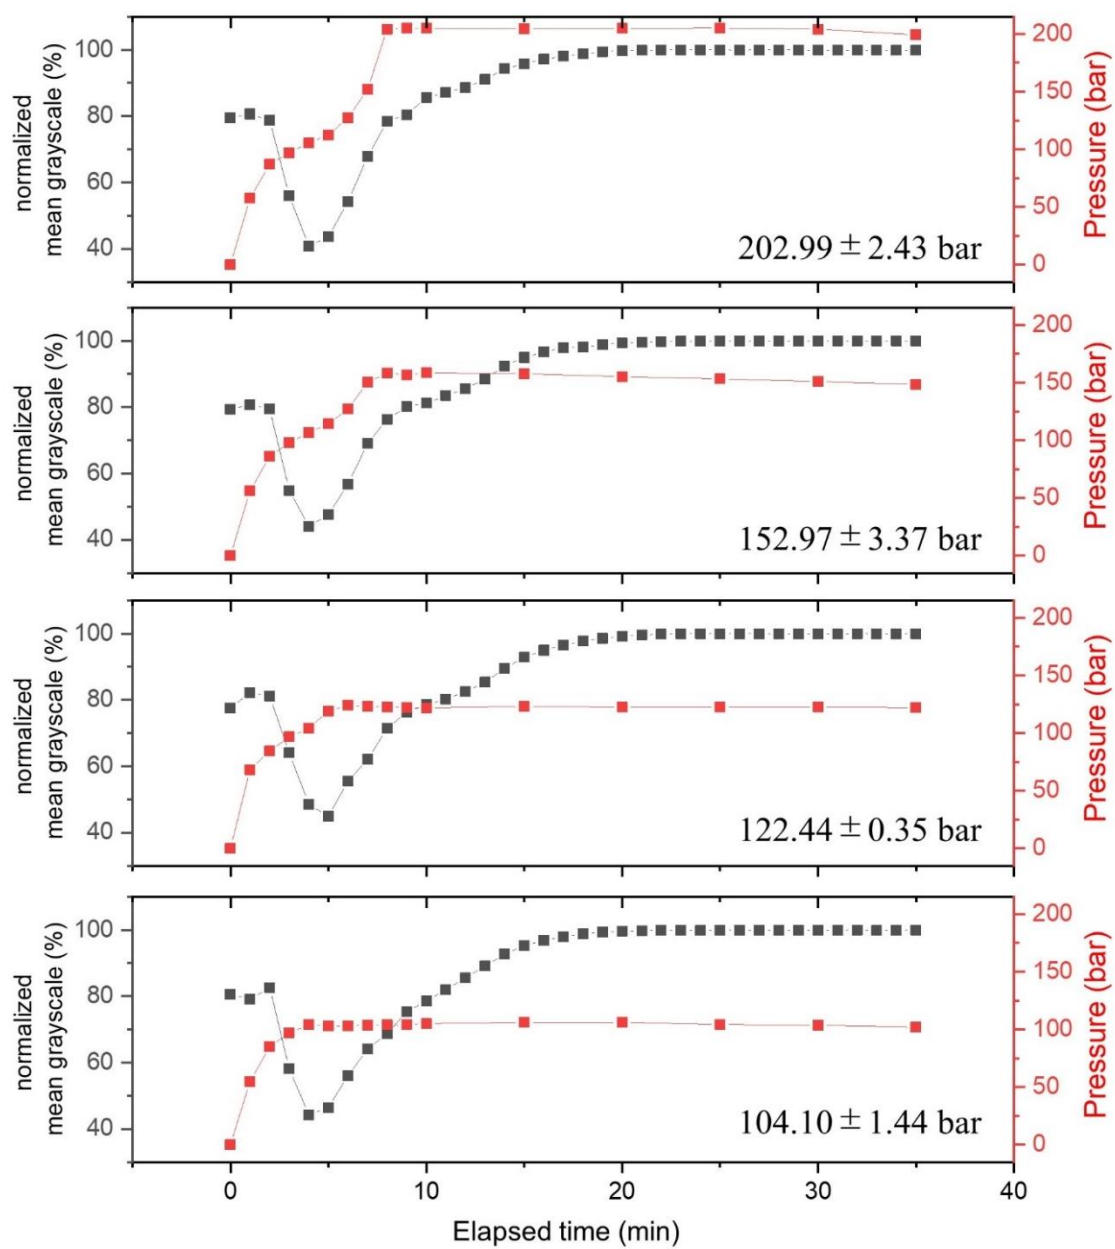 normalized
mean grayscale (%)
100
80
60
40
200
150
100
50
0
Pressure (bar)
202.99 ± 2.43 bar
normalized
mean grayscale (%)
100
80
60
40
200
150
100
50
0
Pressure (bar)
152.97 ± 3.37 bar
normalized
mean grayscale (%)
100
80
60
40
200
150
100
50
0
Pressure (bar)
122.44 ± 0.35 bar
normalized
mean grayscale (%)
100
80
60
40
200
150
100
50
0
Pressure (bar)
104.10 ± 1.44 bar
0 10 20 30 40
Elapsed time (min)